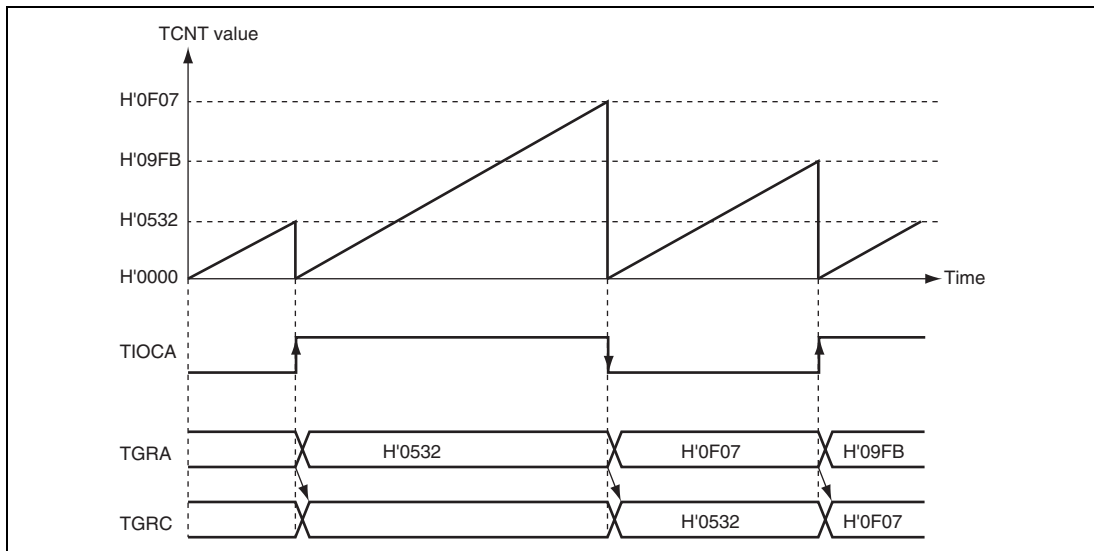 TCNT value
H'0F07
H'09FB
H'0532
H'0000
Time
TIOCA
TGRA
H'0532
H'0F07
H'09FB
TGRC
H'0532
H'0F07